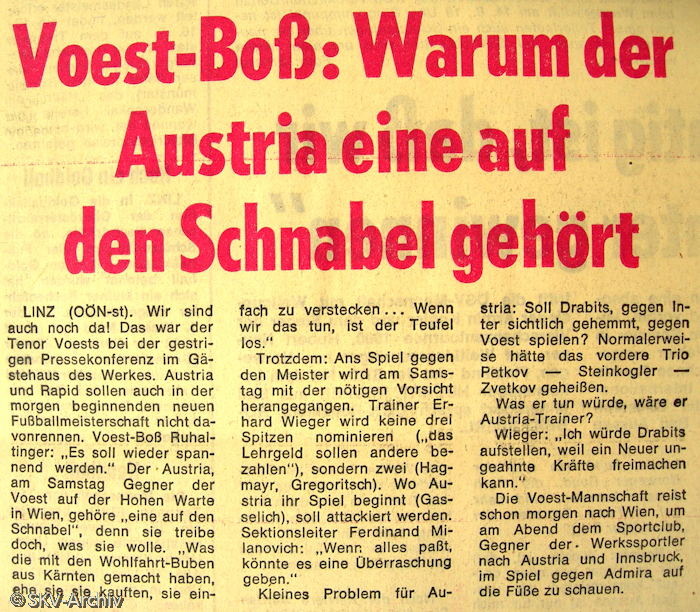 Voest-Boß: Warum der
Austria eine auf
den Schnabel gehört
LINZ (OÖN-st). Wir sind
auch noch da! Das war der
Tenor Voests bei der gestri-
gen Pressekonferenz im Gä-
stehaus des Werkes. Austria
und Rapid sollen auch in der
morgen beginnenden neuen
Fußballmeisterschaft nicht da-
vonrennen. Voest-Boß Ruhal-
tinger: „Es soll wieder span-
nend werden.“ Der Austria,
am Samstag Gegner der
Voest auf der Hohen Warte
in Wien, gehöre „eine auf den
Schnabel“, denn sie treibe
doch, was sie wolle. „Was
die mit den Wohlfahrt-Buben
aus Kärnten gemacht haben,
ehe sie sie kauften, sie ein-
fach zu verstecken... Wenn
wir das tun, ist der Teufel
los.“
Trotzdem: Ans Spiel gegen
den Meister wird am Sams-
tag mit der nötigen Vorsicht
herangegangen. Trainer Er-
hard Wieger wird keine drei
Spitzen nominieren („das
Lehrgeld sollen andere be-
zahlen“), sondern zwei (Hag-
mayr, Gregoritsch). Wo Au-
stria ihr Spiel beginnt (Gas-
selich), soll attackiert werden.
Sektionsleiter Ferdinand Mi-
lanovich: „Wenn alles paßt,
könnte es eine Überraschung
geben.“
Kleines Problem für Au-
stria: Soll Drabits, gegen In-
ter sichtlich gehemmt, gegen
Voest spielen? Normalerwei-
se hätte das vordere Trio
Petkov — Steinkogler —
Zvetkov geheißen.
Was er tun würde, wäre er
Austria-Trainer?
Wieger: „Ich würde Drabits
aufstellen, weil ein Neuer un-
geahnte Kräfte freimachen
kann.“
Die Voest-Mannschaft reist
schon morgen nach Wien, um
am Abend dem Sportclub,
Gegner der Werkssportler
nach Austria und Innsbruck,
im Spiel gegen Admira auf
die Füße zu schauen.
© SKV-Archiv